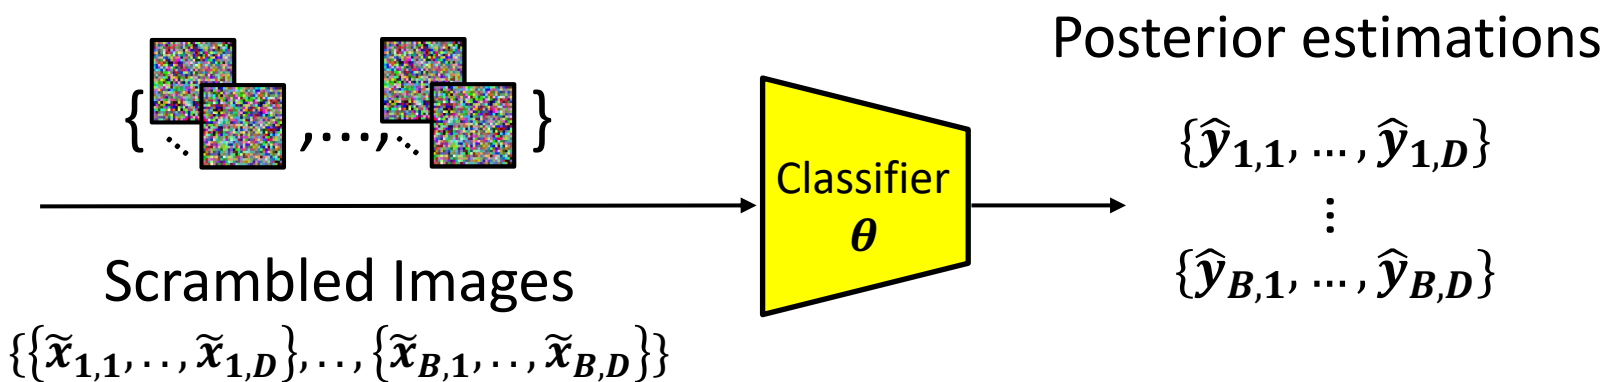 Posterior estimations
{ ⋱ ,..., ⋱ }
Classifier
θ
{ŷ₁,₁, ... , ŷ₁,D}
⋮
{ŷB,₁, ... , ŷB,D}
Scrambled Images
{{x̃₁,₁, . . , x̃₁,D}, . . , {x̃B,₁, . . , x̃B,D}}